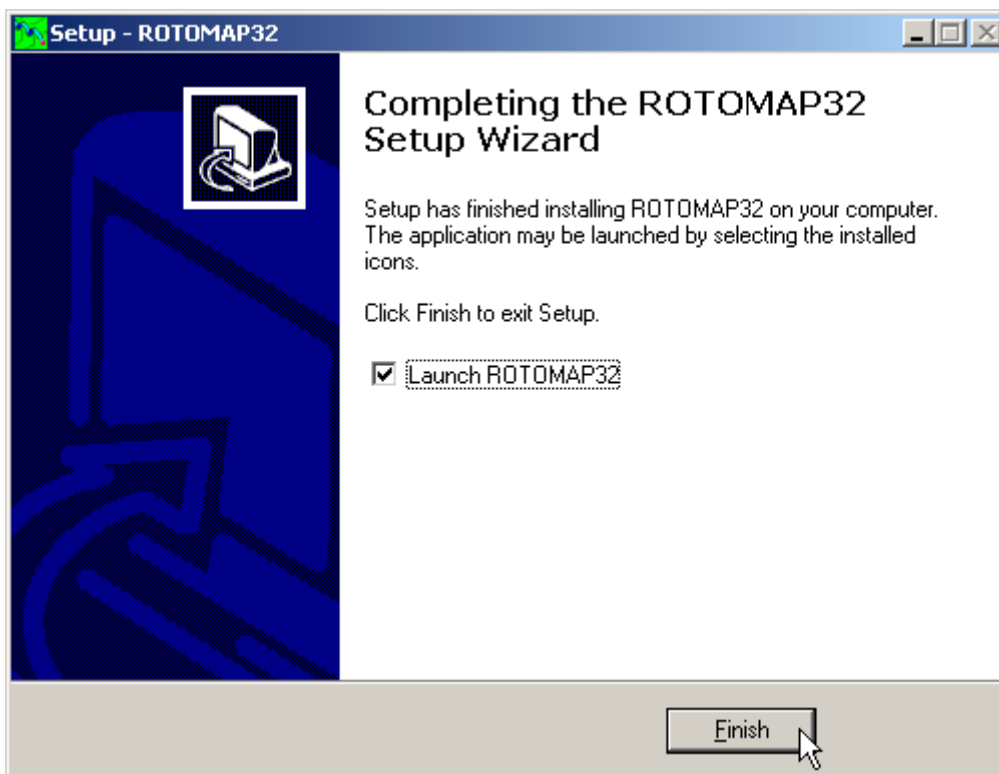 Setup - ROTOMAP32
Completing the ROTOMAP32
Setup Wizard
Setup has finished installing ROTOMAP32 on your computer.
The application may be launched by selecting the installed
icons.
Click Finish to exit Setup.
Launch ROTOMAP32
Finish